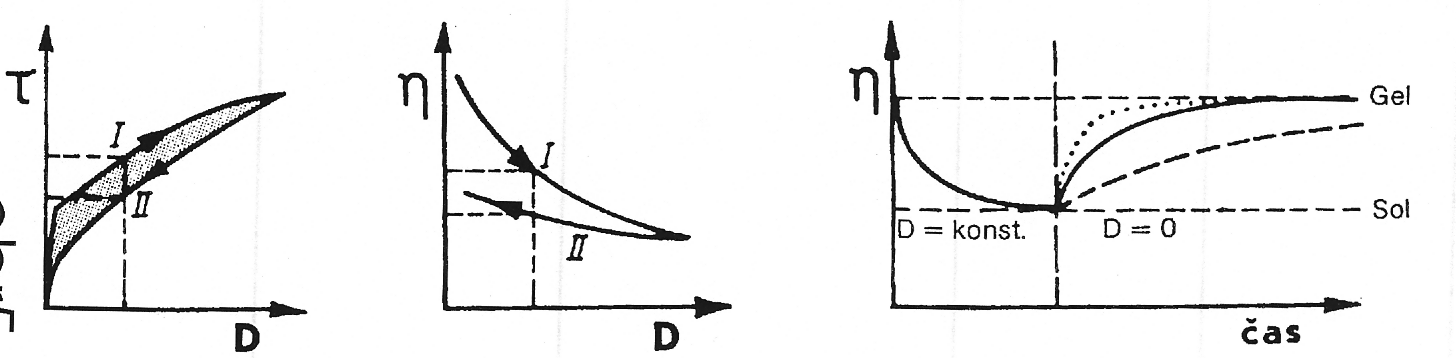 τ
I
II
D
η
I
II
D
η
Gel
Sol
D = konst.
D = 0
čas